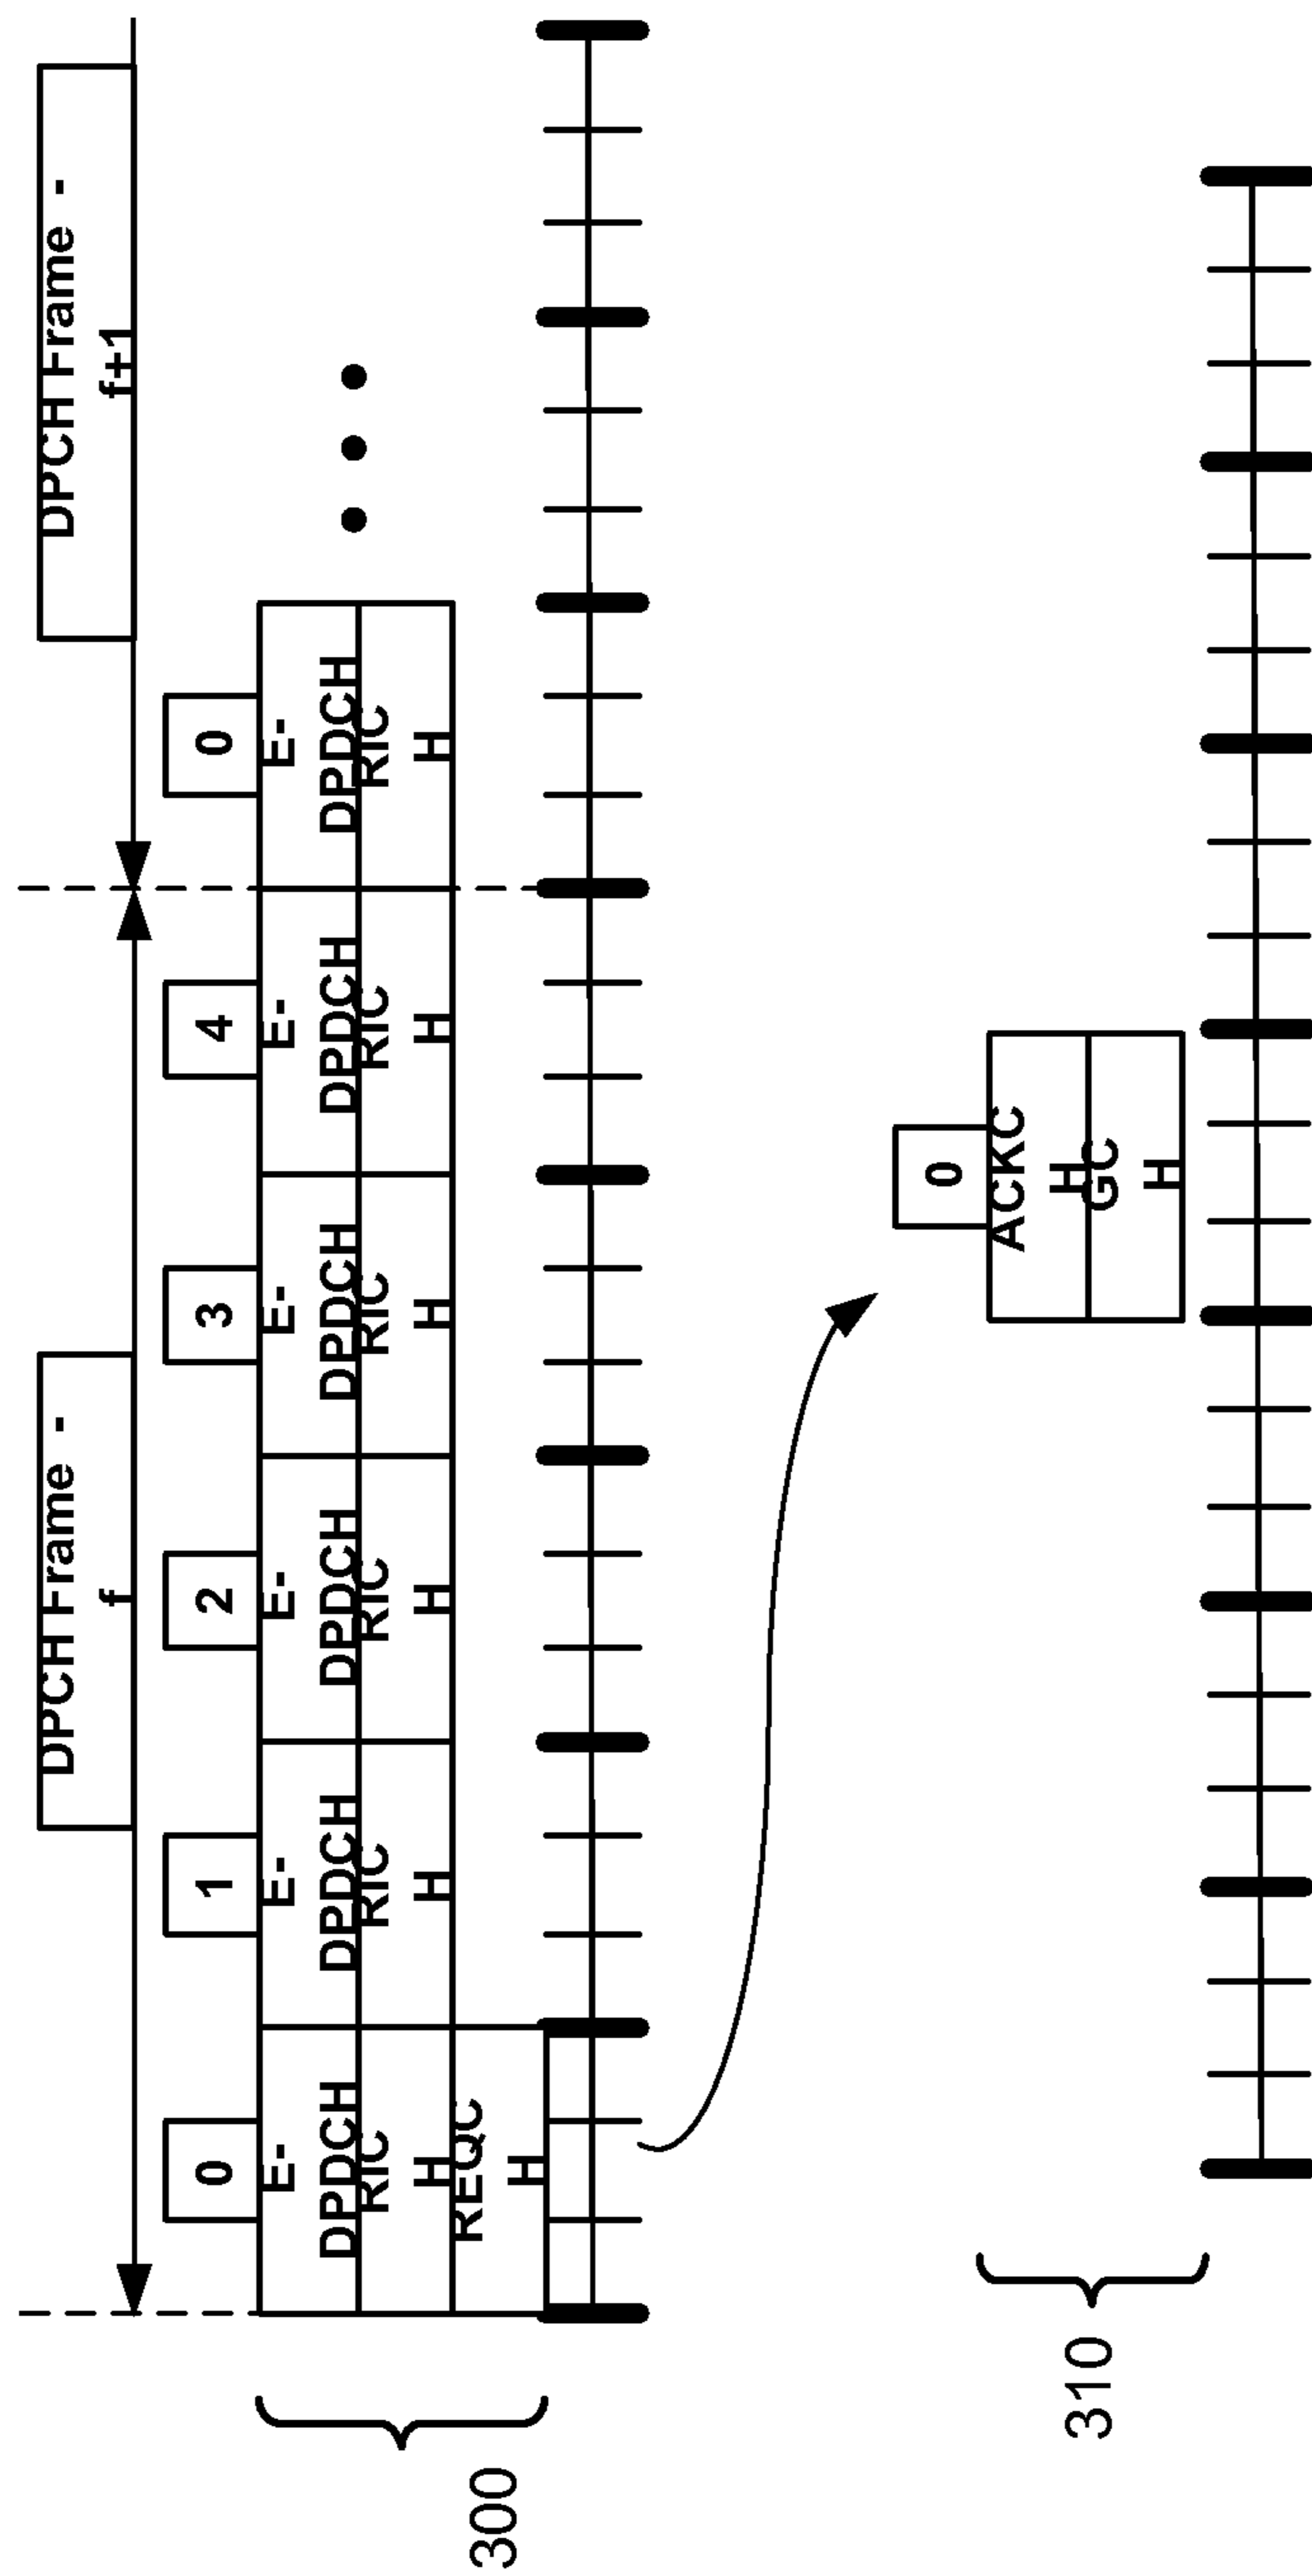 DPCH Frame -
f
DPCH Frame -
f+1
0
1
2
3
4
0
E-
DPDCH
E-
DPDCH
E-
DPDCH
E-
DPDCH
E-
DPDCH
E-
DPDCH
RIC
H
RIC
H
RIC
H
RIC
H
RIC
H
RIC
H
REQC
H
300
0
ACKC
H
GC
H
310